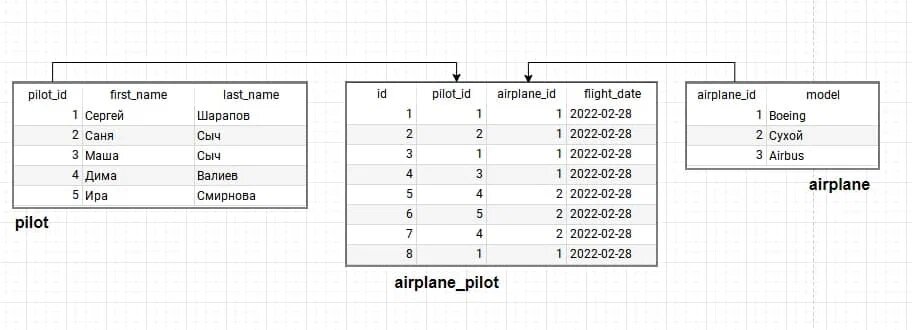 pilot_id first_name last_name
1 Сергей Шарапов
2 Саня Сыч
3 Маша Сыч
4 Дима Валиев
5 Ира Смирнова
pilot
id pilot_id airplane_id flight_date
1 1 1 2022-02-28
2 2 1 2022-02-28
3 1 1 2022-02-28
4 3 1 2022-02-28
5 4 2 2022-02-28
6 5 2 2022-02-28
7 4 2 2022-02-28
8 1 1 2022-02-28
airplane_pilot
airplane_id model
1 Boeing
2 Сухой
3 Airbus
airplane